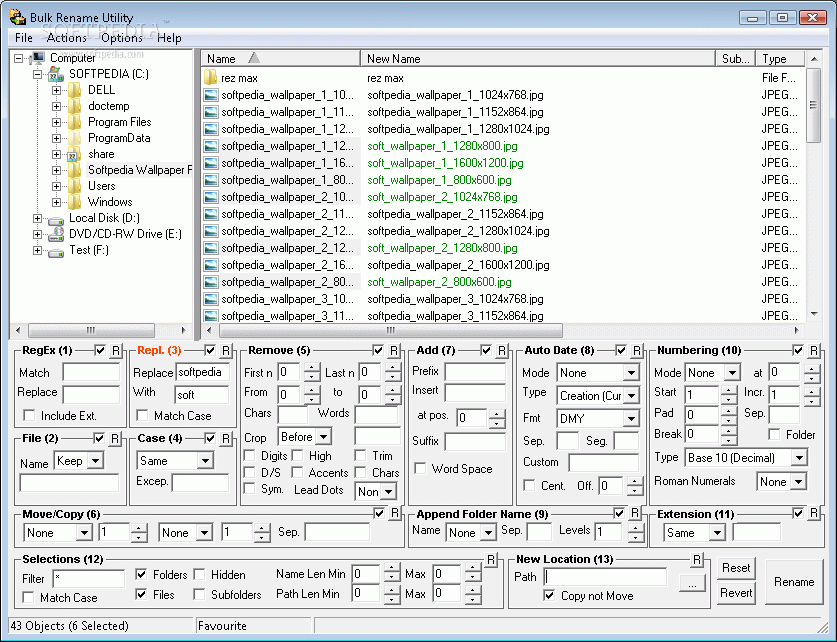 Bulk Rename Utility
File Actions Options Help
SOFTPEDIA
www.softpedia.com
Computer
SOFTPEDIA (C:)
DELL
doctemp
Program Files
ProgramData
share
Softpedia Wallpaper F
Users
Windows
Local Disk (D:)
DVD/CD-RW Drive (E:)
Test (F:)
Name New Name Sub... Type
rez max rez max File F...
softpedia_wallpaper_1_10... softpedia_wallpaper_1_1024x768.jpg JPEG...
softpedia_wallpaper_1_11... softpedia_wallpaper_1_1152x864.jpg JPEG...
softpedia_wallpaper_1_12... softpedia_wallpaper_1_1280x1024.jpg JPEG...
softpedia_wallpaper_1_12... soft_wallpaper_1_1280x800.jpg JPEG...
softpedia_wallpaper_1_16... soft_wallpaper_1_1600x1200.jpg JPEG...
softpedia_wallpaper_1_80... soft_wallpaper_1_800x600.jpg JPEG...
softpedia_wallpaper_2_10... soft_wallpaper_2_1024x768.jpg JPEG...
softpedia_wallpaper_2_11... softpedia_wallpaper_2_1152x864.jpg JPEG...
softpedia_wallpaper_2_12... softpedia_wallpaper_2_1280x1024.jpg JPEG...
softpedia_wallpaper_2_12... soft_wallpaper_2_1280x800.jpg JPEG...
softpedia_wallpaper_2_16... softpedia_wallpaper_2_1600x1200.jpg JPEG...
softpedia_wallpaper_2_80... soft_wallpaper_2_800x600.jpg JPEG...
softpedia_wallpaper_3_10... softpedia_wallpaper_3_1024x768.jpg JPEG...
softpedia_wallpaper_3_11... softpedia_wallpaper_3_1152x864.jpg JPEG...
RegEx (1) R
Match
Replace
Include Ext.
Repl. (3) R
Replace softpedia
With soft
Match Case
Remove (5) R
First n 0 Last n 0
From 0 to 0
Chars Words
Crop Before
Digits High Trim
D/S Accents Chars
Sym. Lead Dots Non
Add (7) R
Prefix
Insert
at pos. 0
Suffix
Word Space
Auto Date (8) R
Mode None
Type Creation (Cur
Fmt DMY
Sep. Seg.
Custom
Cent. Off. 0
Numbering (10) R
Mode None at 0
Start 1 Incr. 1
Pad 0 Sep.
Break 0 Folder
Type Base 10 (Decimal)
Roman Numerals None
File (2) R
Name Keep
Case (4) R
Same
Excep.
Move/Copy (6) R
None 1 None 1 Sep.
Append Folder Name (9) R
Name None Sep. Levels 1
Extension (11) R
Same
Selections (12) R
Filter * Folders Hidden Name Len Min 0 Max 0
Match Case Files Subfolders Path Len Min 0 Max 0
New Location (13) R
Path ...
Copy not Move
Reset
Revert
Rename
43 Objects (6 Selected) Favourite